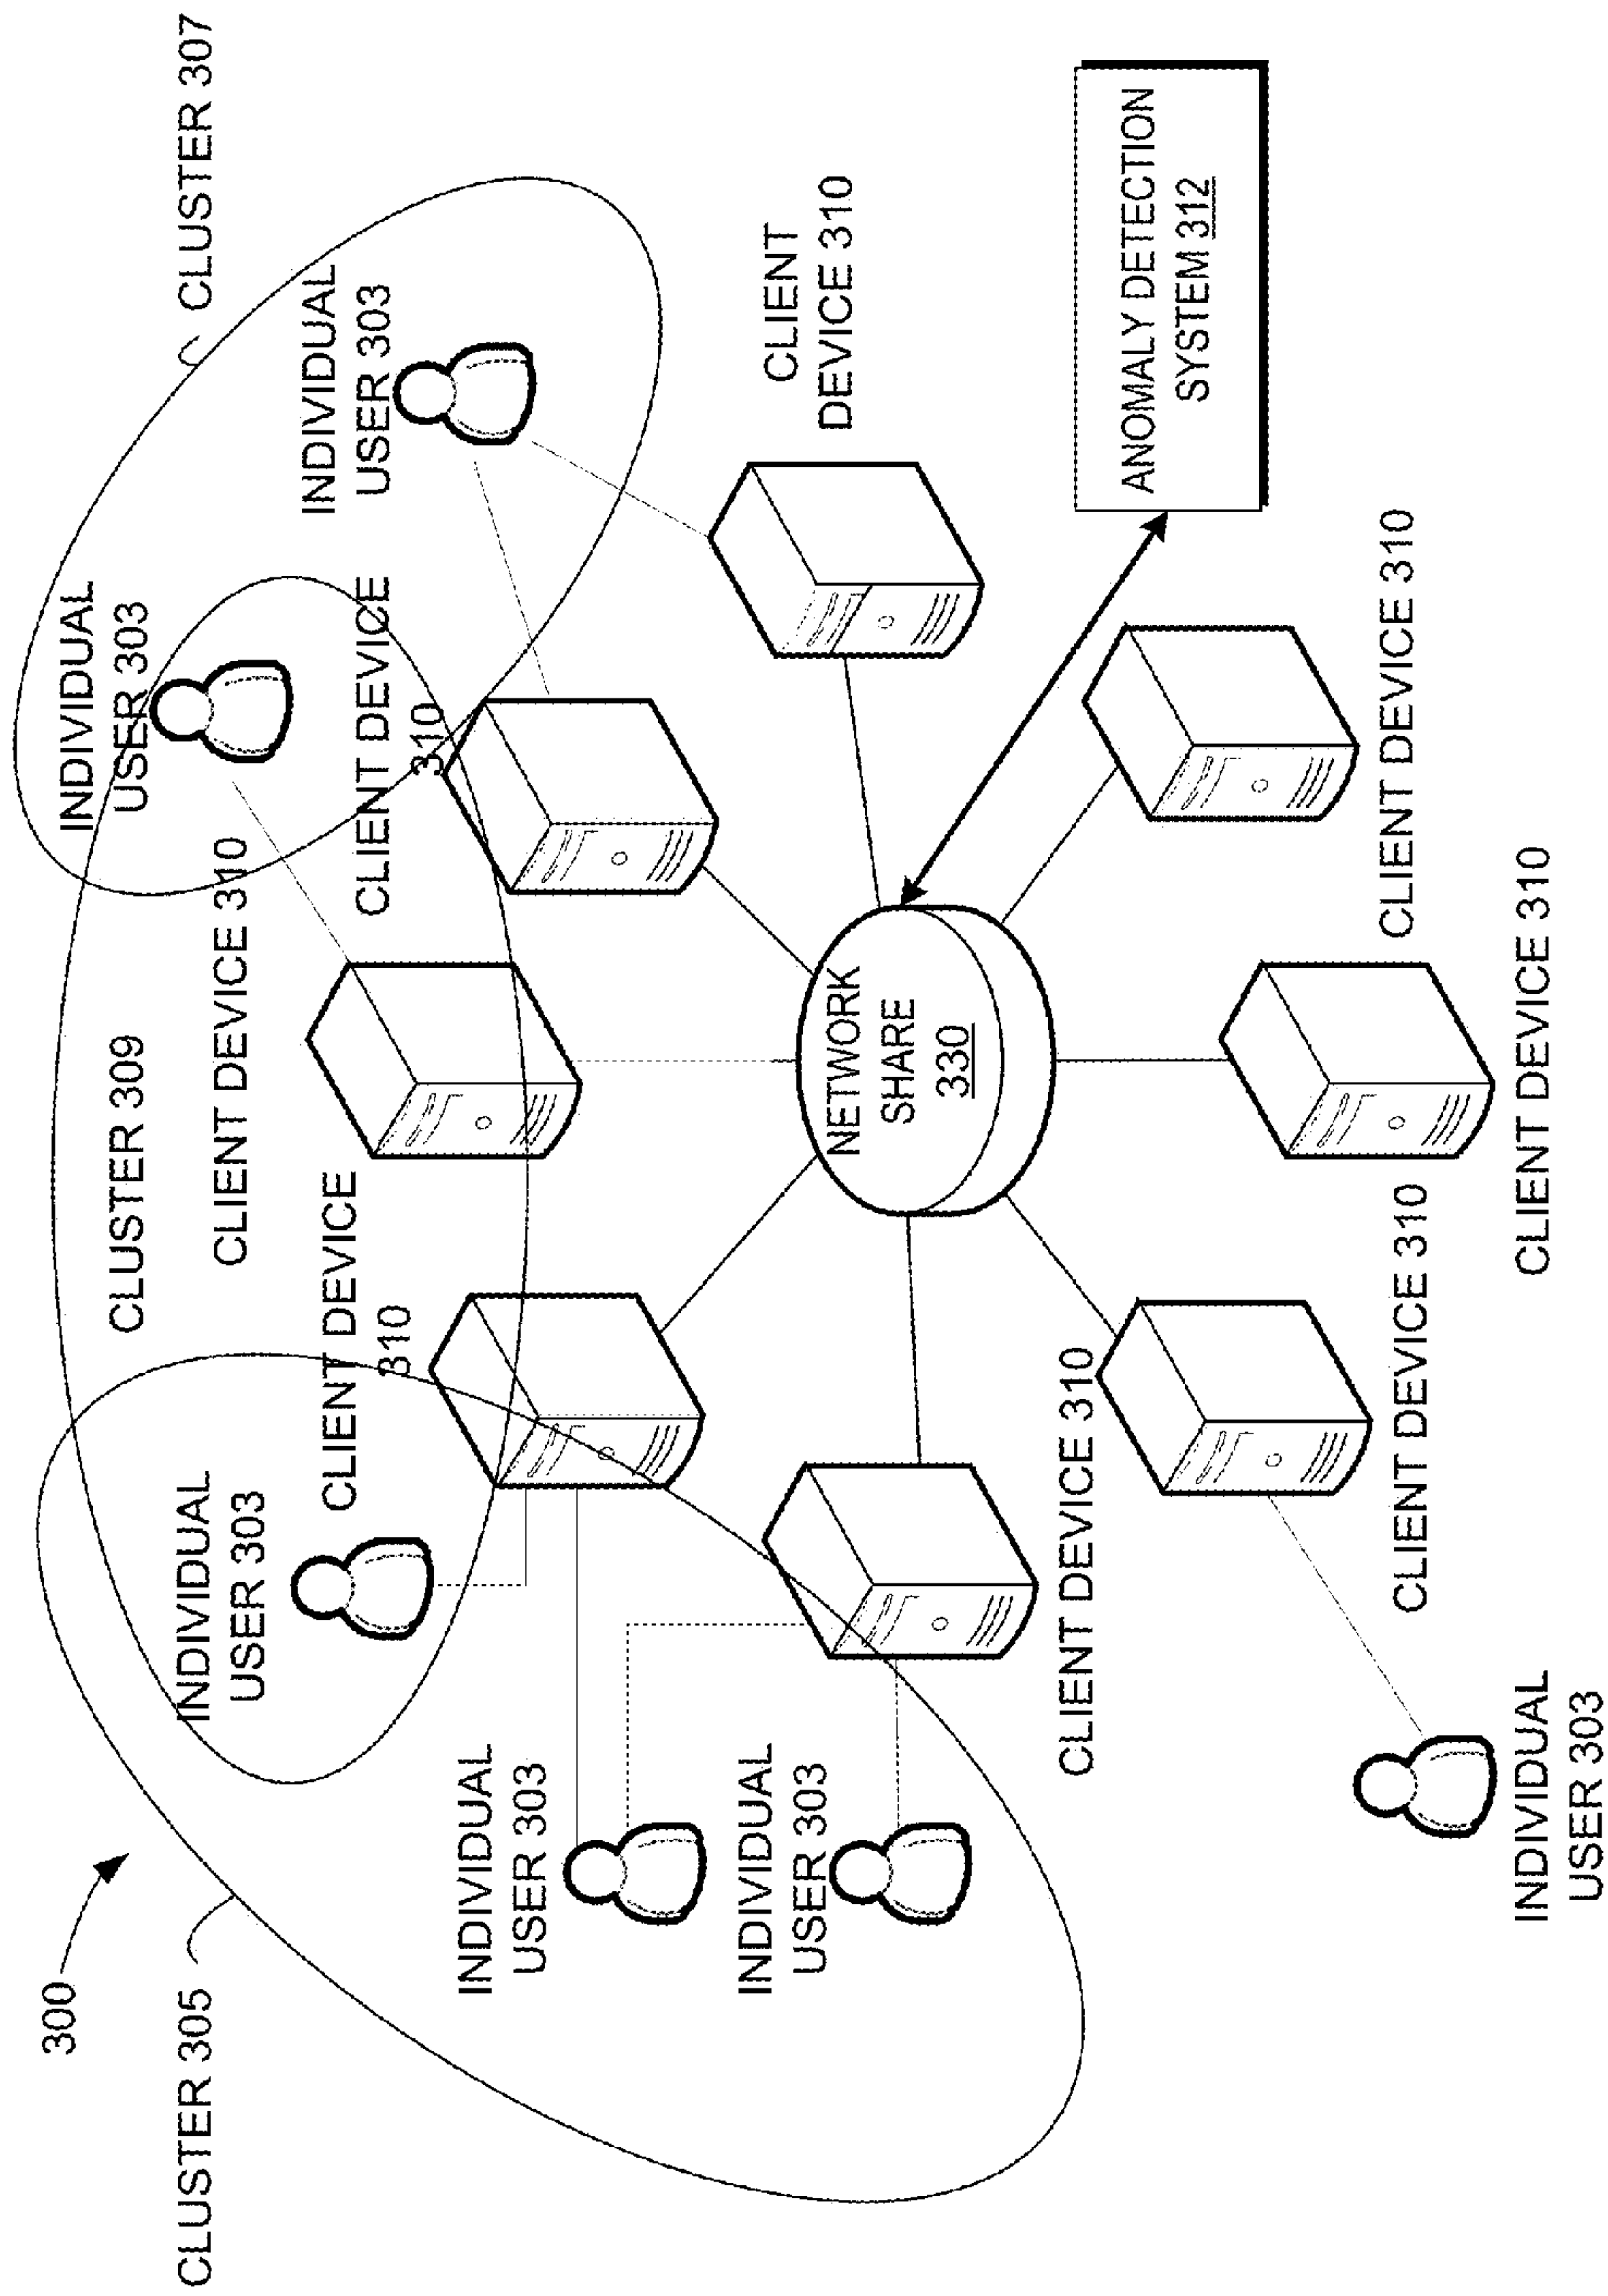 300
CLUSTER 305
CLUSTER 309
CLUSTER 307
INDIVIDUAL
USER 303
INDIVIDUAL
USER 303
INDIVIDUAL
USER 303
INDIVIDUAL
USER 303
INDIVIDUAL
USER 303
CLIENT DEVICE
310
CLIENT DEVICE 310
CLIENT DEVICE
310
CLIENT
DEVICE 310
NETWORK
SHARE
330
ANOMALY DETECTION
SYSTEM 312
CLIENT DEVICE 310
CLIENT DEVICE 310
CLIENT DEVICE 310
CLIENT DEVICE 310
INDIVIDUAL
USER 303